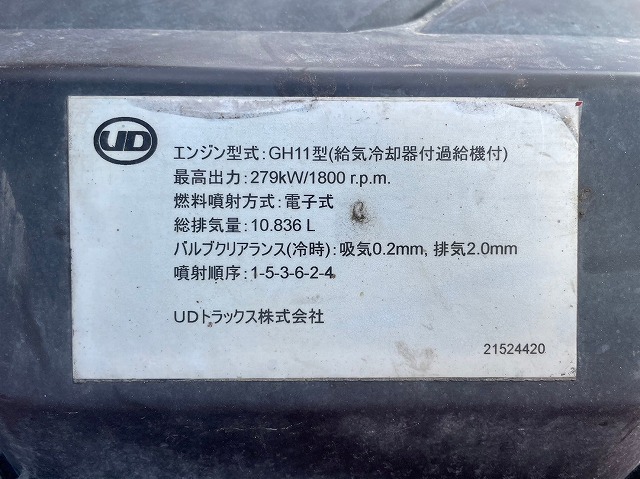 UD
エンジン型式:GH11型(給気冷却器付過給機付)
最高出力:279kW/1800 r.p.m.
燃料噴射方式:電子式
総排気量:10.836 L
バルブクリアランス(冷時):吸気0.2mm, 排気2.0mm
噴射順序:1-5-3-6-2-4
UDトラックス株式会社
21524420